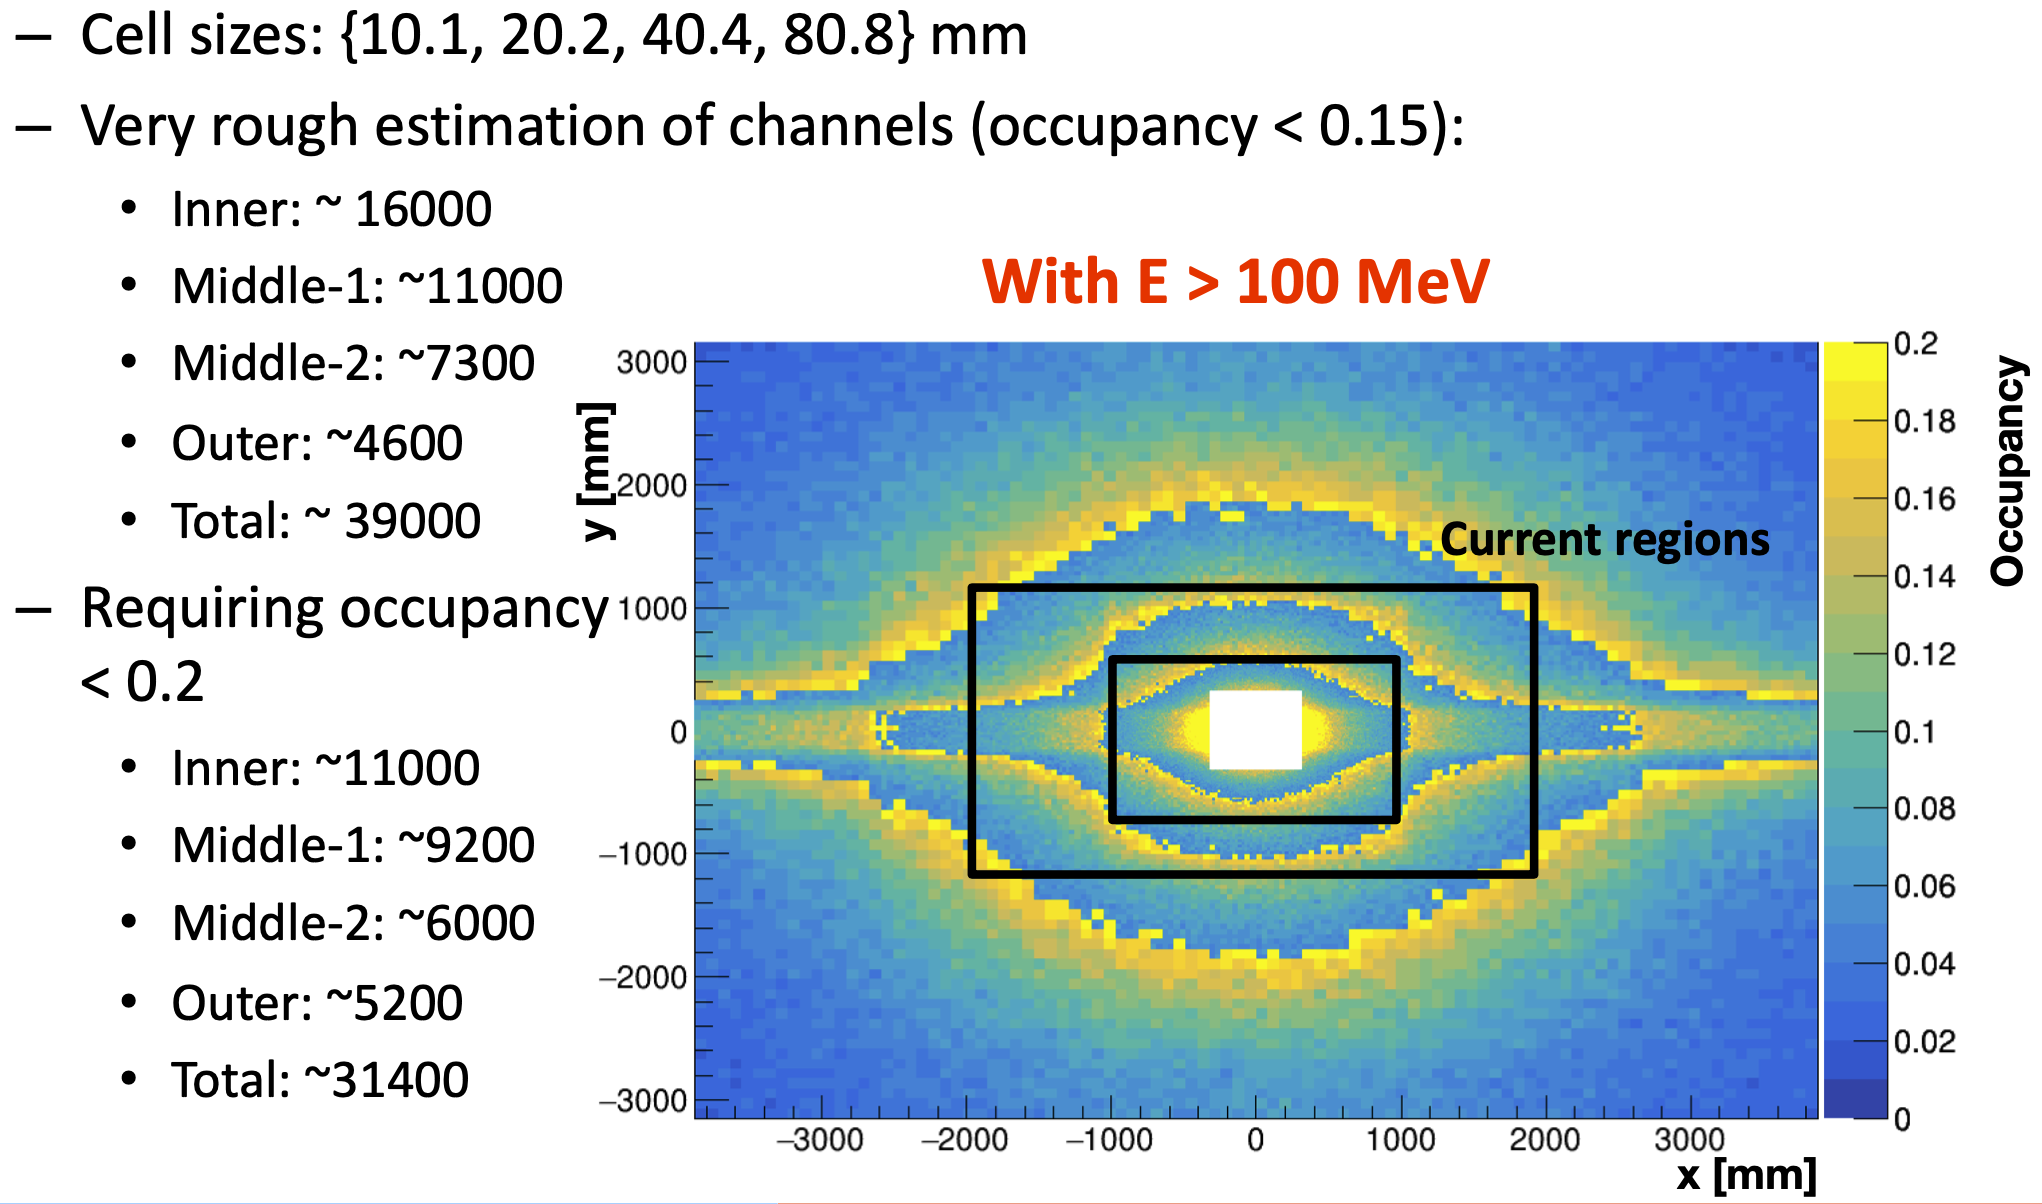 – Cell sizes: {10.1, 20.2, 40.4, 80.8} mm
– Very rough estimation of channels (occupancy < 0.15):
• Inner: ~ 16000
• Middle-1: ~11000
• Middle-2: ~7300
• Outer: ~4600
• Total: ~ 39000
– Requiring occupancy
< 0.2
• Inner: ~11000
• Middle-1: ~9200
• Middle-2: ~6000
• Outer: ~5200
• Total: ~31400
With E > 100 MeV
Current regions
y [mm]
3000
2000
1000
0
−1000
−2000
−3000
−3000 −2000 −1000 0 1000 2000 3000
x [mm]
0.2
0.18
0.16
0.14
0.12
0.1
0.08
0.06
0.04
0.02
0
Occupancy